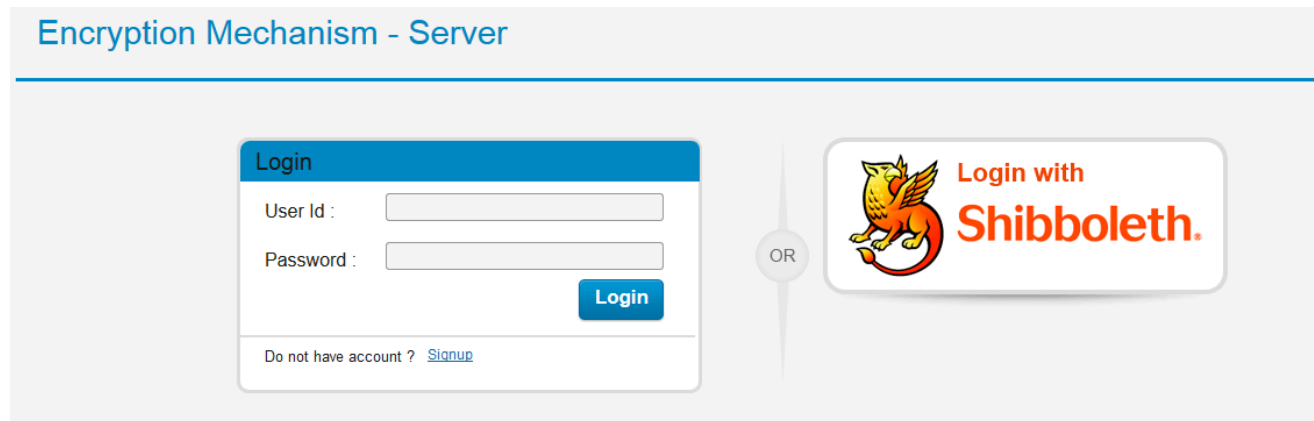 Encryption Mechanism - Server
Login
User Id :
Password :
Login
Do not have account ? Signup
OR
Login with
Shibboleth.